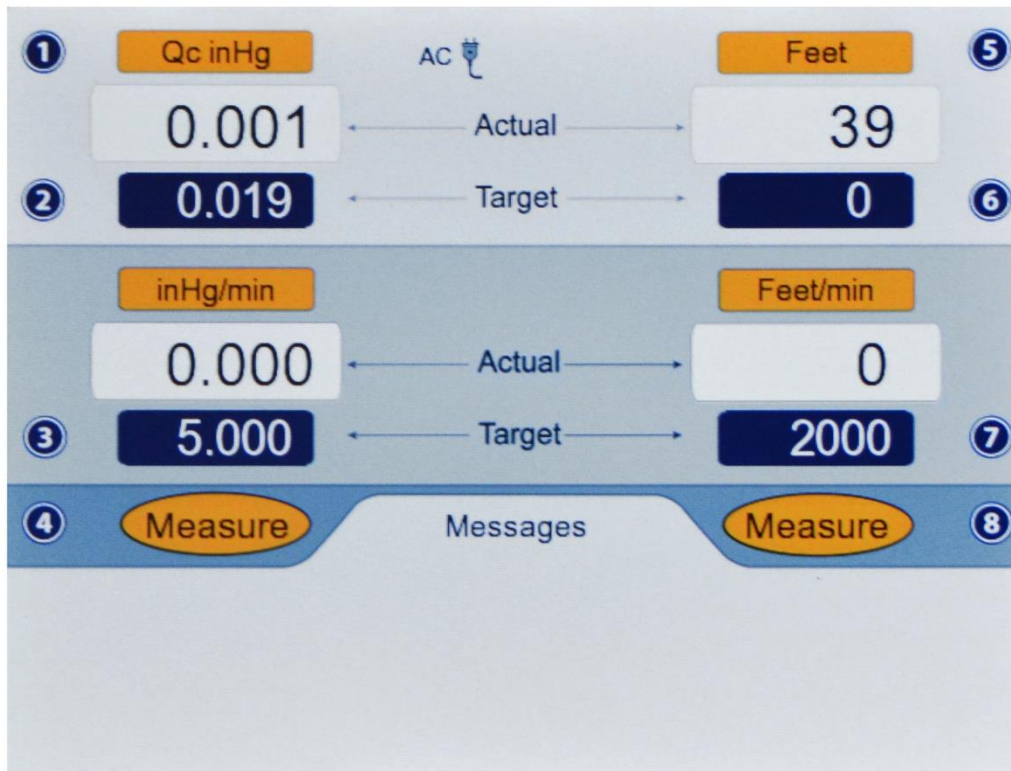 1 Qc inHg AC Feet 5
0.001 Actual 39
2 0.019 Target 0 6
inHg/min Feet/min
0.000 Actual 0
3 5.000 Target 2000 7
4 Measure Messages Measure 8